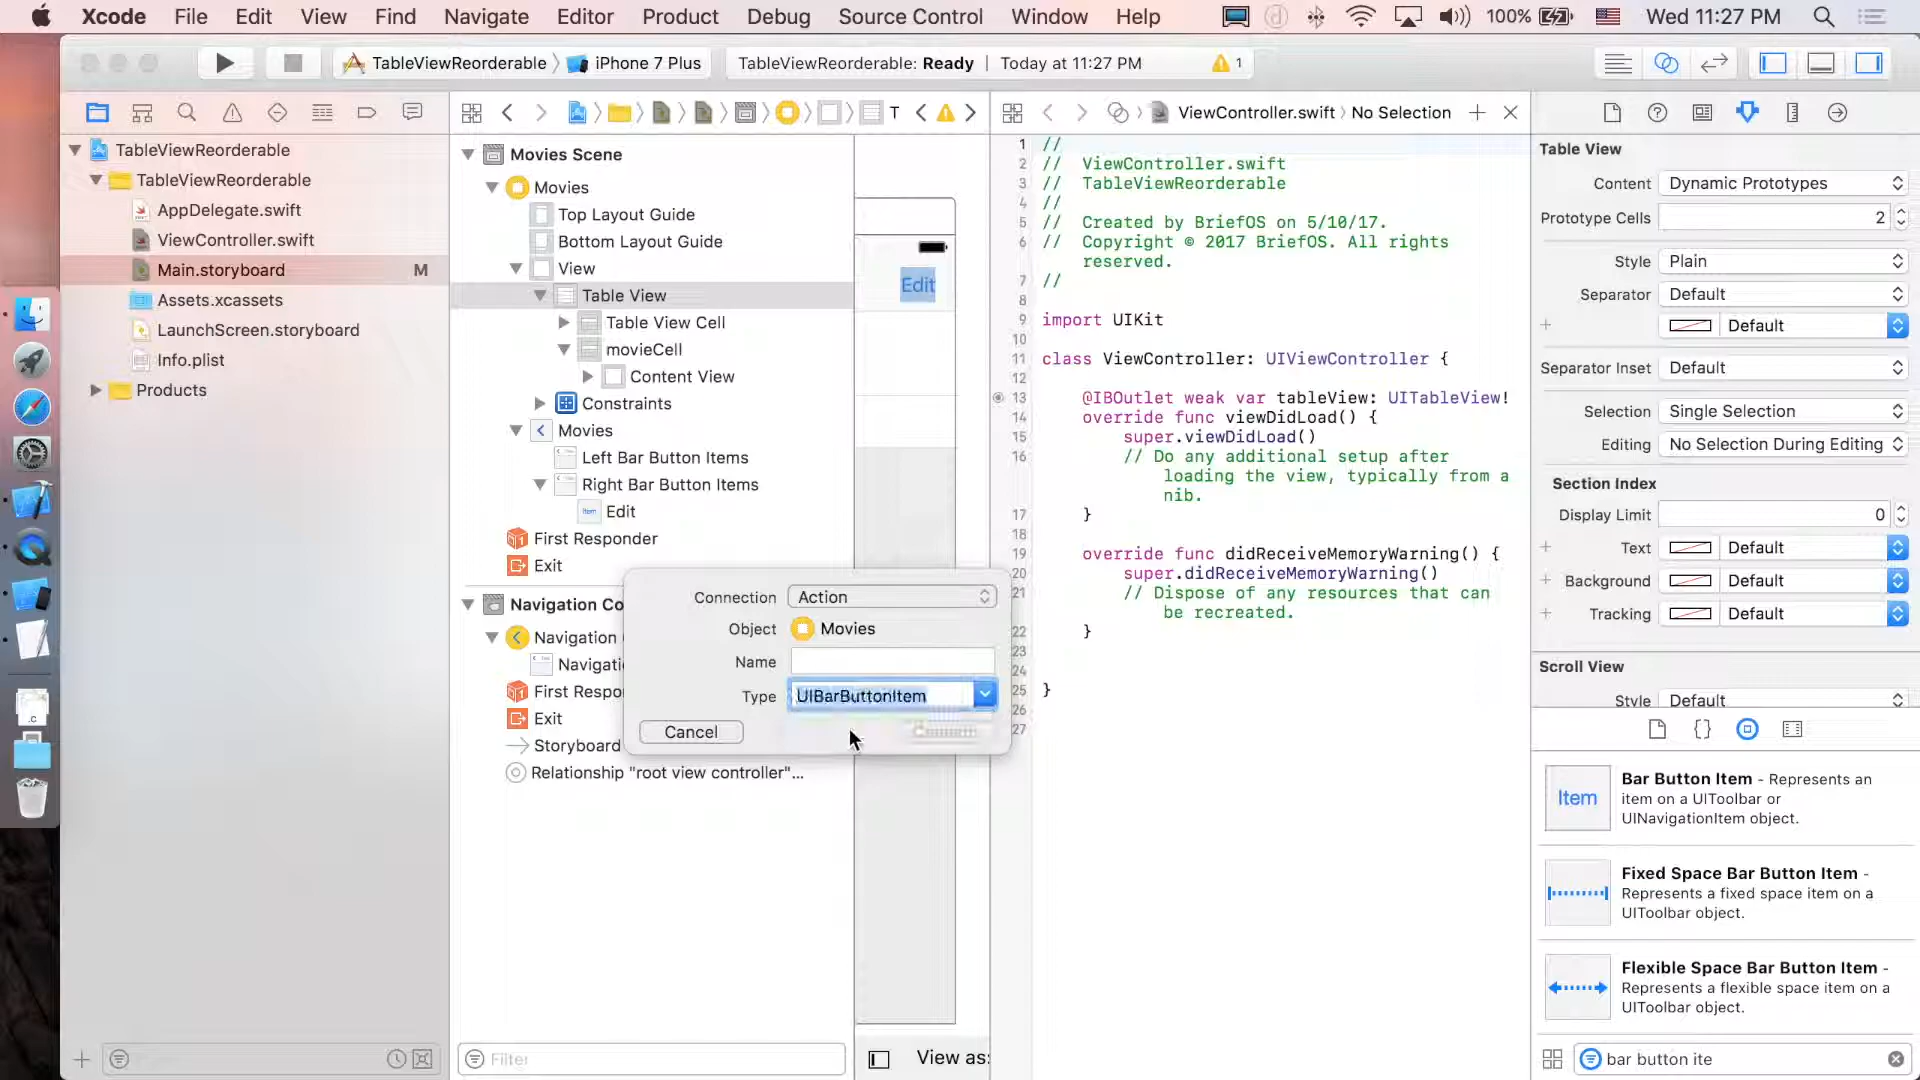 Xcode File Edit View Find Navigate Editor Product Debug Source Control Window Help 100% Wed 11:27 PM
TableViewReorderable iPhone 7 Plus TableViewReorderable: Ready | Today at 11:27 PM 1
T ViewController.swift No Selection
TableViewReorderable
TableViewReorderable
AppDelegate.swift
ViewController.swift
Main.storyboard M
Assets.xcassets
LaunchScreen.storyboard
Info.plist
Products
Movies Scene
Movies
Top Layout Guide
Bottom Layout Guide
View
Table View
Table View Cell
movieCell
Content View
Constraints
Movies
Left Bar Button Items
Right Bar Button Items
Item Edit
First Responder
Exit
Navigation Co
Navigation
Navigati
First Respo
Exit
Storyboard
Relationship "root view controller"...
Filter
Edit
View as:
Connection Action
Object Movies
Name
Type UIBarButtonItem
Cancel
1 //
2 // ViewController.swift
3 // TableViewReorderable
4 //
5 // Created by BriefOS on 5/10/17.
6 // Copyright © 2017 BriefOS. All rights
reserved.
7 //
8
9 import UIKit
10
11 class ViewController: UIViewController {
12
13 @IBOutlet weak var tableView: UITableView!
14 override func viewDidLoad() {
15 super.viewDidLoad()
16 // Do any additional setup after
loading the view, typically from a
nib.
17 }
18
19 override func didReceiveMemoryWarning() {
20 super.didReceiveMemoryWarning()
21 // Dispose of any resources that can
be recreated.
22 }
23
24
25 }
26
27
Table View
Content Dynamic Prototypes
Prototype Cells 2
Style Plain
Separator Default
Default
Separator Inset Default
Selection Single Selection
Editing No Selection During Editing
Section Index
Display Limit 0
Text Default
Background Default
Tracking Default
Scroll View
Style Default
Item
Bar Button Item - Represents an
item on a UIToolbar or
UINavigationItem object.
Fixed Space Bar Button Item -
Represents a fixed space item on a
UIToolbar object.
Flexible Space Bar Button Item -
Represents a flexible space item on a
UIToolbar object.
bar button ite